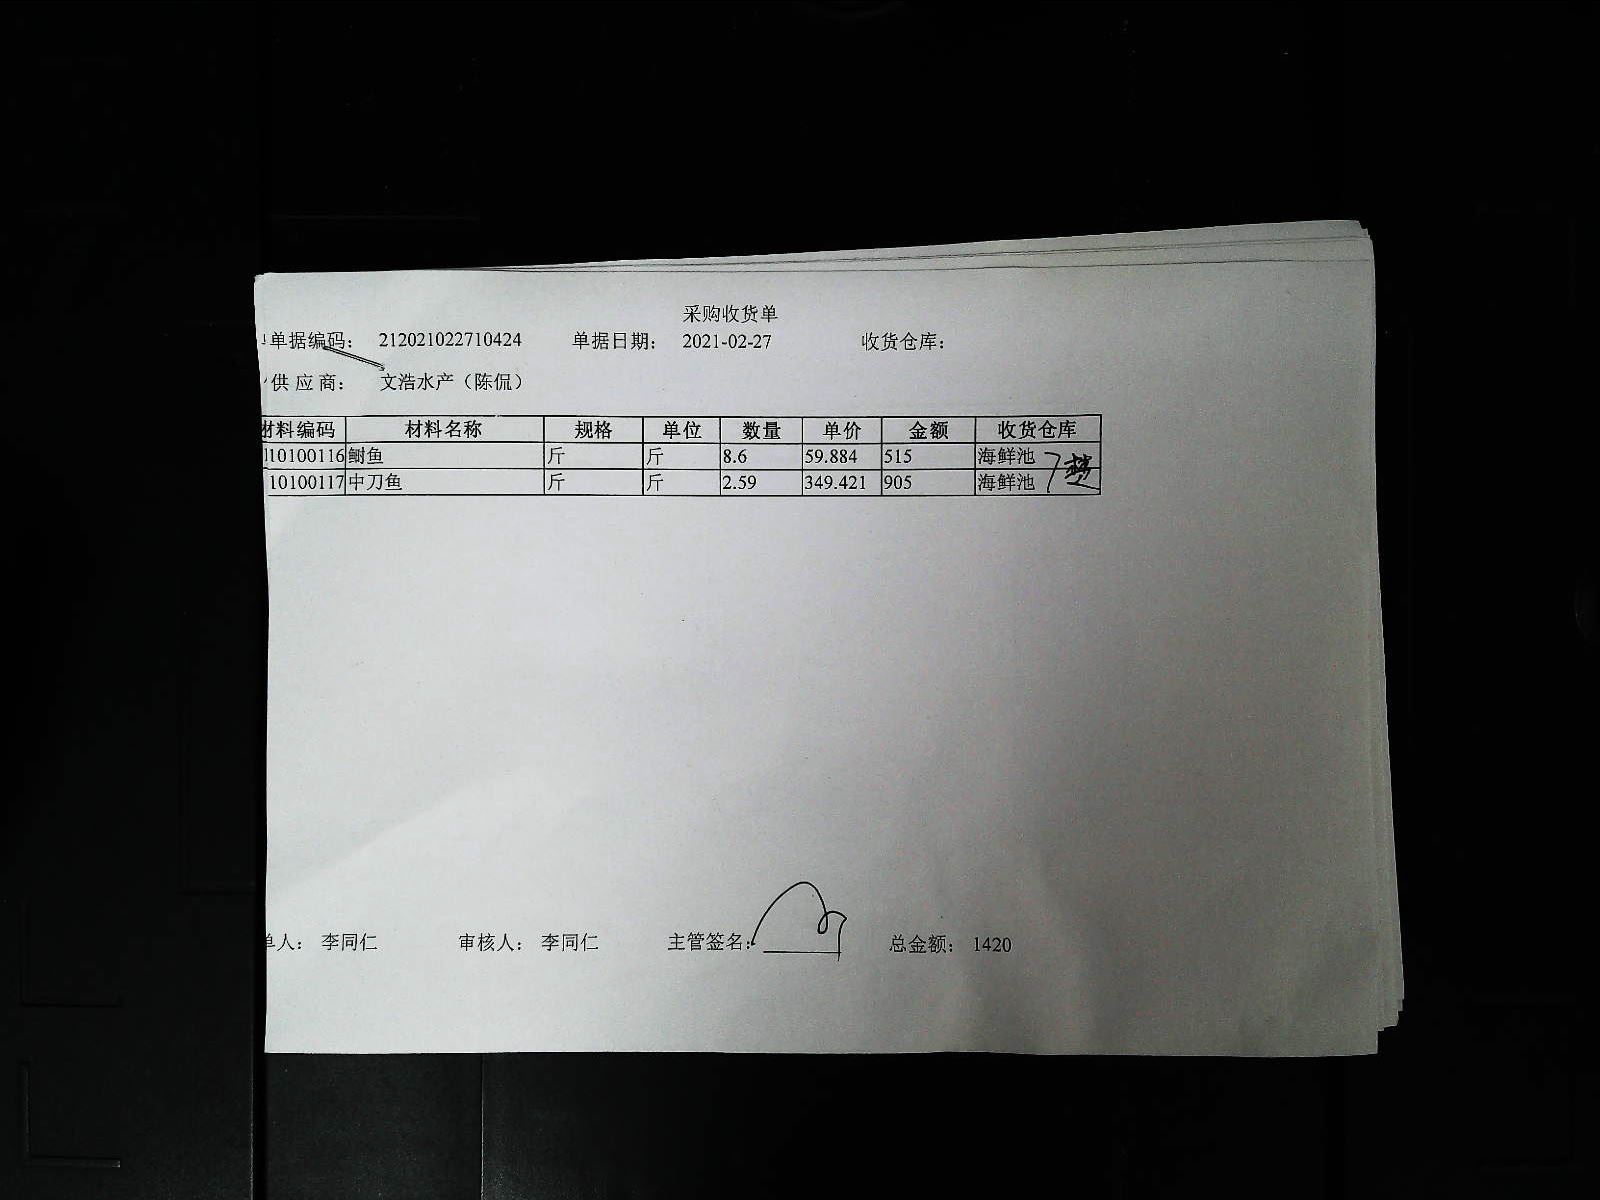 采购收货单
单据编码: 212021022710424 单据日期: 2021-02-27 收货仓库:
供应商: 文浩水产（陈侃）
材料编码 材料名称 规格 单位 数量 单价 金额 收货仓库
10100116 鲥鱼 斤 斤 8.6 59.884 515 海鲜池
10100117 中刀鱼 斤 斤 2.59 349.421 905 海鲜池
单人: 李同仁 审核人: 李同仁 主管签名: 总金额: 1420